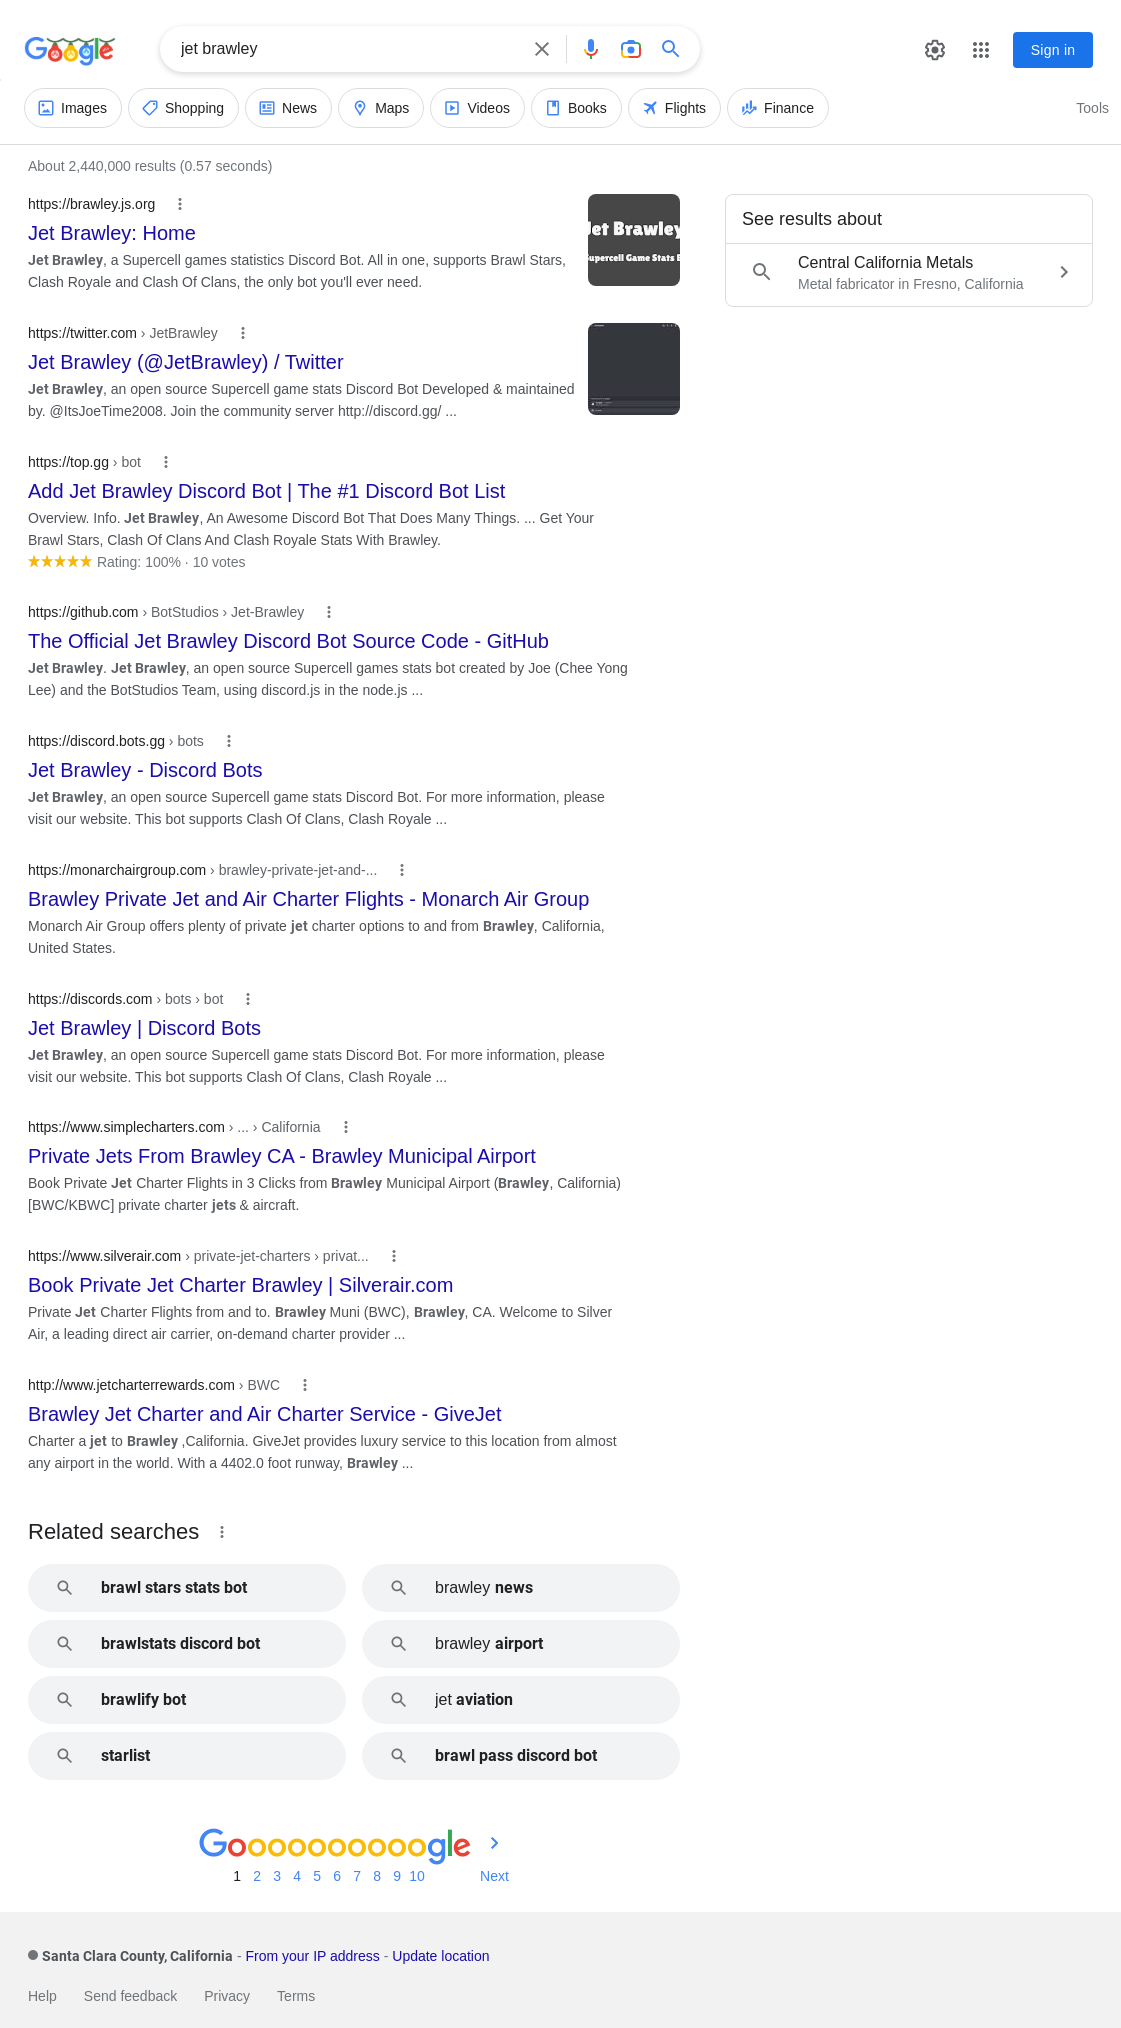 Google
jet brawley
Sign in
Images
Shopping
News
Maps
Videos
Books
Flights
Finance
Tools
About 2,440,000 results (0.57 seconds)
https://brawley.js.org
Jet Brawley: Home
Jet Brawley, a Supercell games statistics Discord Bot. All in one, supports Brawl Stars,
Clash Royale and Clash Of Clans, the only bot you'll ever need.
Jet Brawley
Supercell Game Stats
See results about
Central California Metals
Metal fabricator in Fresno, California
https://twitter.com › JetBrawley
Jet Brawley (@JetBrawley) / Twitter
Jet Brawley, an open source Supercell game stats Discord Bot Developed & maintained
by. @ItsJoeTime2008. Join the community server http://discord.gg/ ...
https://top.gg › bot
Add Jet Brawley Discord Bot | The #1 Discord Bot List
Overview. Info. Jet Brawley, An Awesome Discord Bot That Does Many Things. ... Get Your
Brawl Stars, Clash Of Clans And Clash Royale Stats With Brawley.
Rating: 100% · 10 votes
https://github.com › BotStudios › Jet-Brawley
The Official Jet Brawley Discord Bot Source Code - GitHub
Jet Brawley. Jet Brawley, an open source Supercell games stats bot created by Joe (Chee Yong
Lee) and the BotStudios Team, using discord.js in the node.js ...
https://discord.bots.gg › bots
Jet Brawley - Discord Bots
Jet Brawley, an open source Supercell game stats Discord Bot. For more information, please
visit our website. This bot supports Clash Of Clans, Clash Royale ...
https://monarchairgroup.com › brawley-private-jet-and-...
Brawley Private Jet and Air Charter Flights - Monarch Air Group
Monarch Air Group offers plenty of private jet charter options to and from Brawley, California,
United States.
https://discords.com › bots › bot
Jet Brawley | Discord Bots
Jet Brawley, an open source Supercell game stats Discord Bot. For more information, please
visit our website. This bot supports Clash Of Clans, Clash Royale ...
https://www.simplecharters.com › ... › California
Private Jets From Brawley CA - Brawley Municipal Airport
Book Private Jet Charter Flights in 3 Clicks from Brawley Municipal Airport (Brawley, California)
[BWC/KBWC] private charter jets & aircraft.
https://www.silverair.com › private-jet-charters › privat...
Book Private Jet Charter Brawley | Silverair.com
Private Jet Charter Flights from and to. Brawley Muni (BWC), Brawley, CA. Welcome to Silver
Air, a leading direct air carrier, on-demand charter provider ...
http://www.jetcharterrewards.com › BWC
Brawley Jet Charter and Air Charter Service - GiveJet
Charter a jet to Brawley ,California. GiveJet provides luxury service to this location from almost
any airport in the world. With a 4402.0 foot runway, Brawley ...
Related searches
brawl stars stats bot
brawley news
brawlstats discord bot
brawley airport
brawlify bot
jet aviation
starlist
brawl pass discord bot
Goooooooooogle
1 2 3 4 5 6 7 8 9 10 Next
Santa Clara County, California - From your IP address - Update location
Help Send feedback Privacy Terms